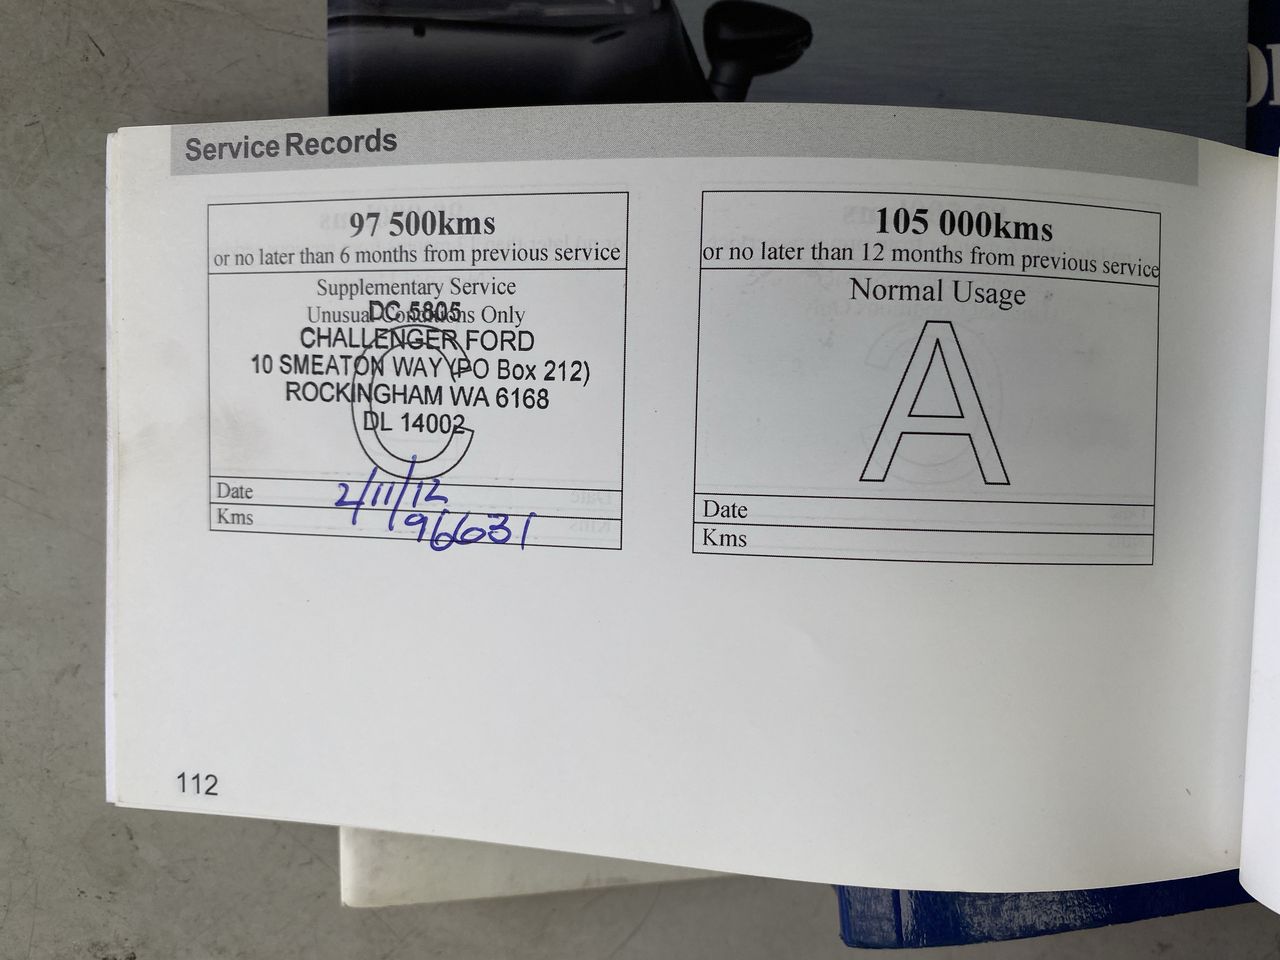 Service Records
97 500kms
or no later than 6 months from previous service
Supplementary Service
Unusual Conditions Only
DC 5805
CHALLENGER FORD
10 SMEATON WAY (PO Box 212)
ROCKINGHAM WA 6168
DL 14002
C
Date 2/11/12
Kms 96631
105 000kms
or no later than 12 months from previous service
Normal Usage
A
Date
Kms
112